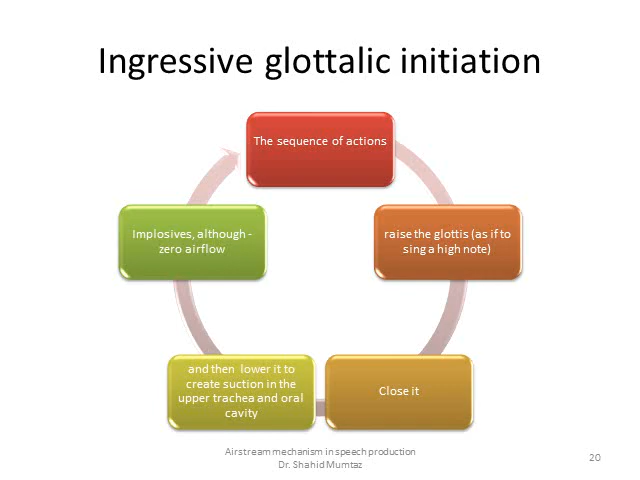 Ingressive glottalic initiation
The sequence of actions
raise the glottis (as if to
sing a high note)
Close it
and then lower it to
create suction in the
upper trachea and oral
cavity
Implosives, although -
zero airflow
Airstream mechanism in speech production
Dr. Shahid Mumtaz
20